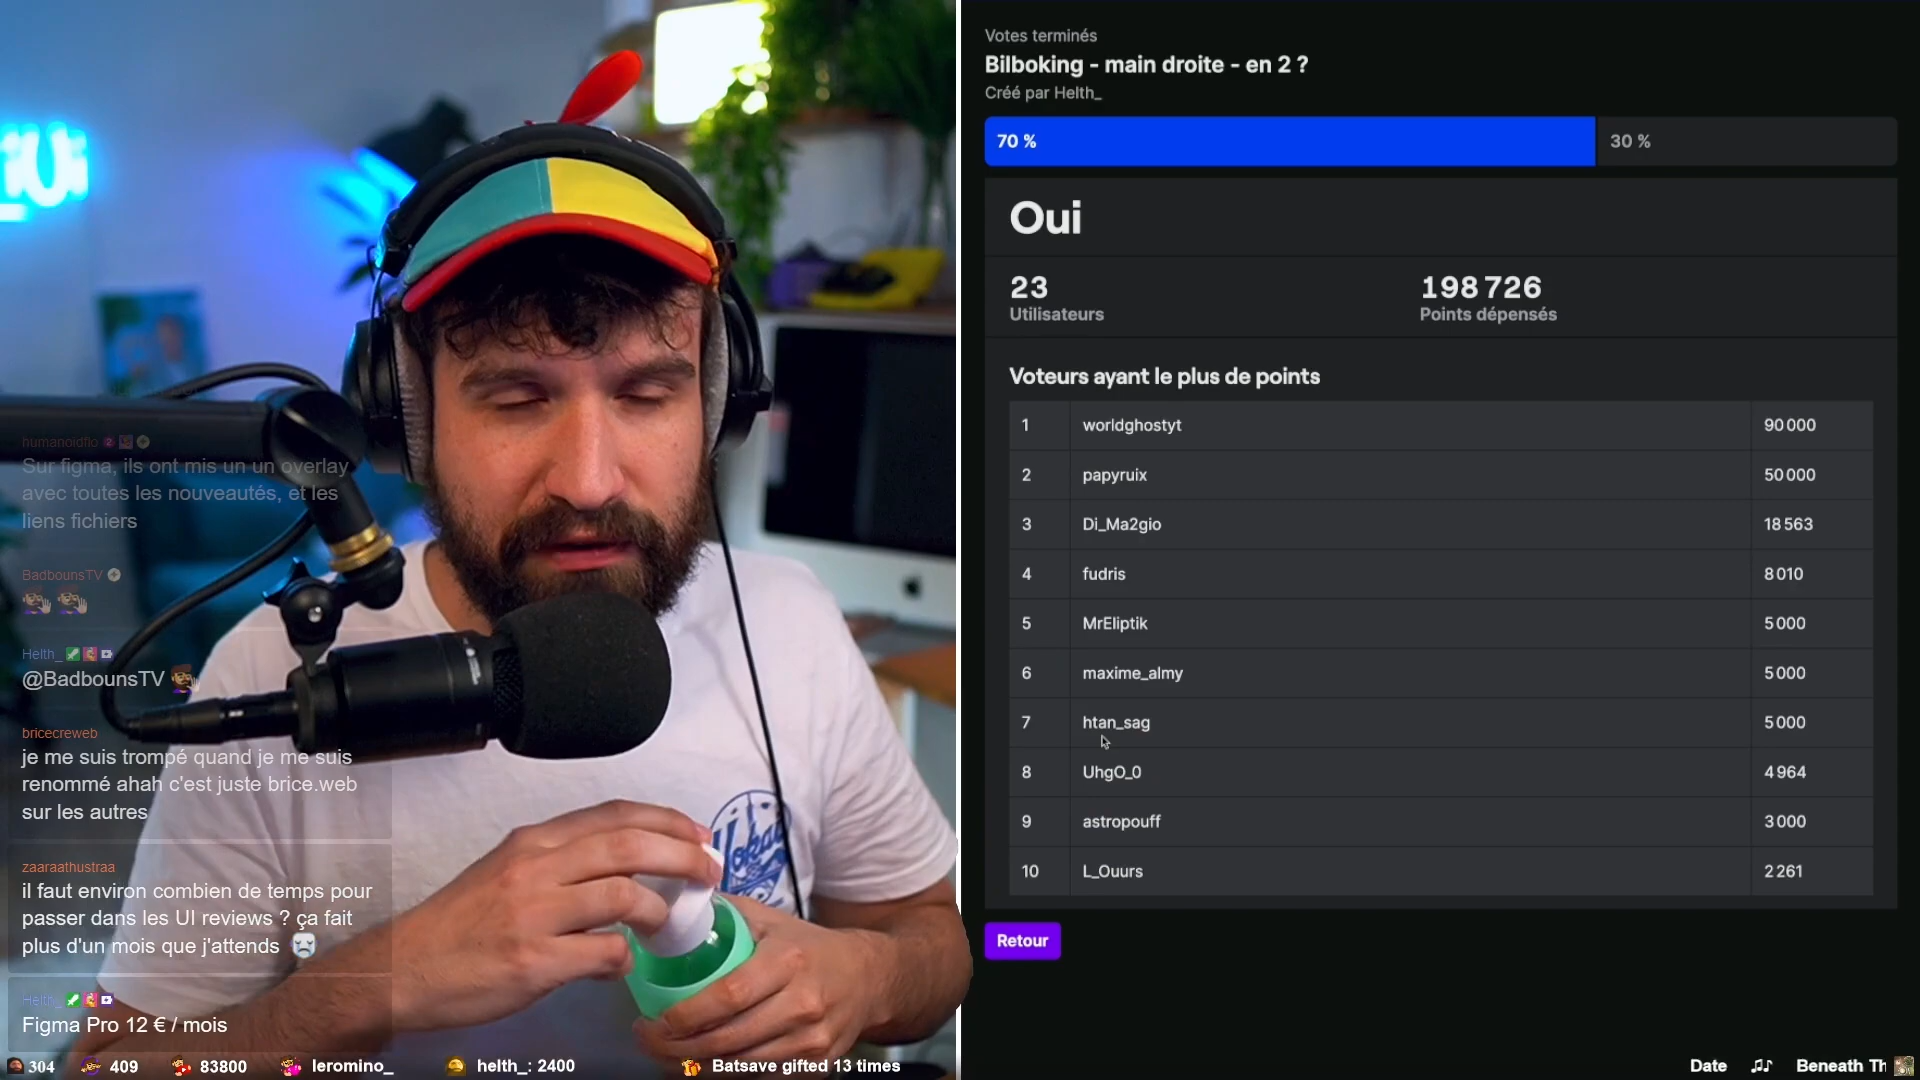 Votes terminés
Bilboking - main droite - en 2 ?
Créé par Helth_
70 %
30 %
Oui
23
198 726
Utilisateurs
Points dépensés
Voteurs ayant le plus de points
1 worldghostyt 90 000
2 papyruix 50 000
3 Di_Ma2gio 18 563
4 fudris 8 010
5 MrEliptik 5 000
6 maxime_almy 5 000
7 htan_sag 5 000
8 UhgO_0 4 964
9 astropouff 3 000
10 L_Ouurs 2 261
Retour
humanoidfio
Sur figma, ils ont mis un un overlay
avec toutes les nouveautés, et les
liens fichiers
BadbounsTV
Helth_
@BadbounsTV
bricecreweb
je me suis trompé quand je me suis
renommé ahah c'est juste brice.web
sur les autres
zaaraathustraa
il faut environ combien de temps pour
passer dans les UI reviews ? ça fait
plus d'un mois que j'attends
Helth_
Figma Pro 12 € / mois
304 409 83800 leromino_ helth_: 2400 Batsave gifted 13 times
Date Beneath Th